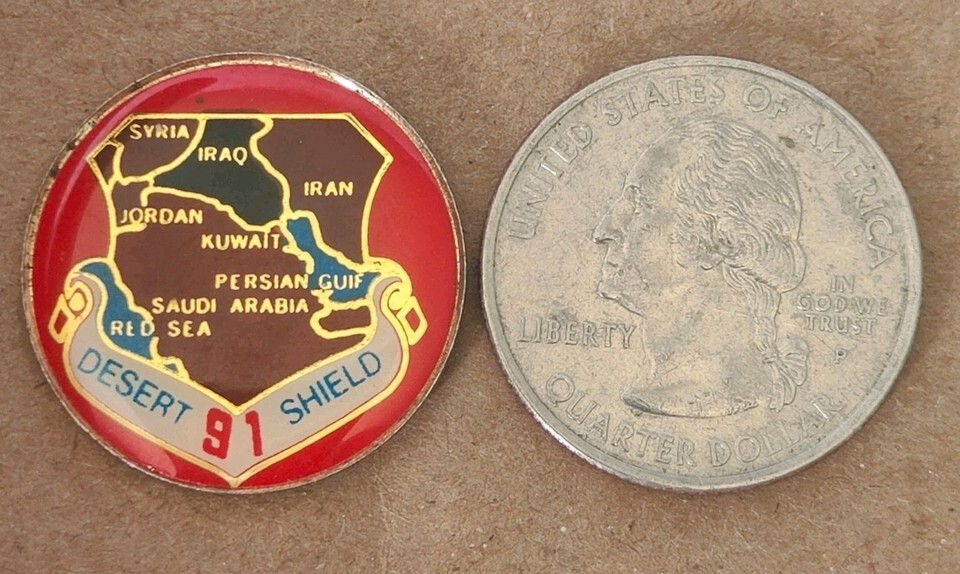 SYRIA
IRAQ
IRAN
JORDAN
KUWAIT
PERSIAN GULF
SAUDI ARABIA
RED SEA
DESERT 91 SHIELD
UNITED STATES OF AMERICA
LIBERTY
IN
GOD WE
TRUST
P
QUARTER DOLLAR